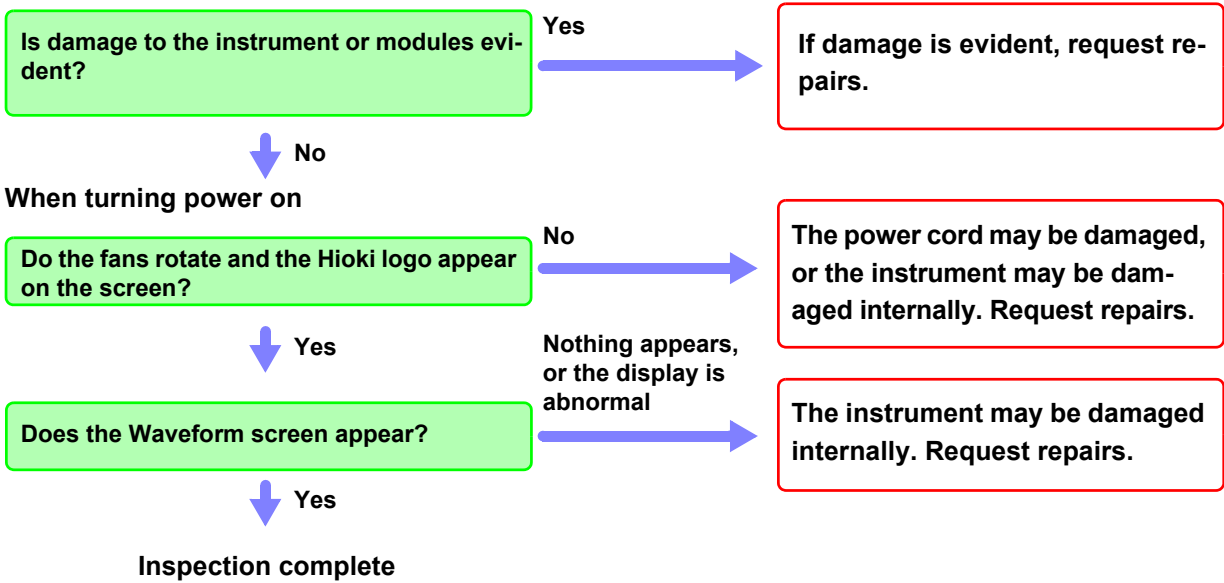 Is damage to the instrument or modules evi-
dent?
Yes
If damage is evident, request re-
pairs.
No
When turning power on
Do the fans rotate and the Hioki logo appear
on the screen?
No
The power cord may be damaged,
or the instrument may be dam-
aged internally. Request repairs.
Yes
Nothing appears,
or the display is
abnormal
Does the Waveform screen appear?
The instrument may be damaged
internally. Request repairs.
Yes
Inspection complete